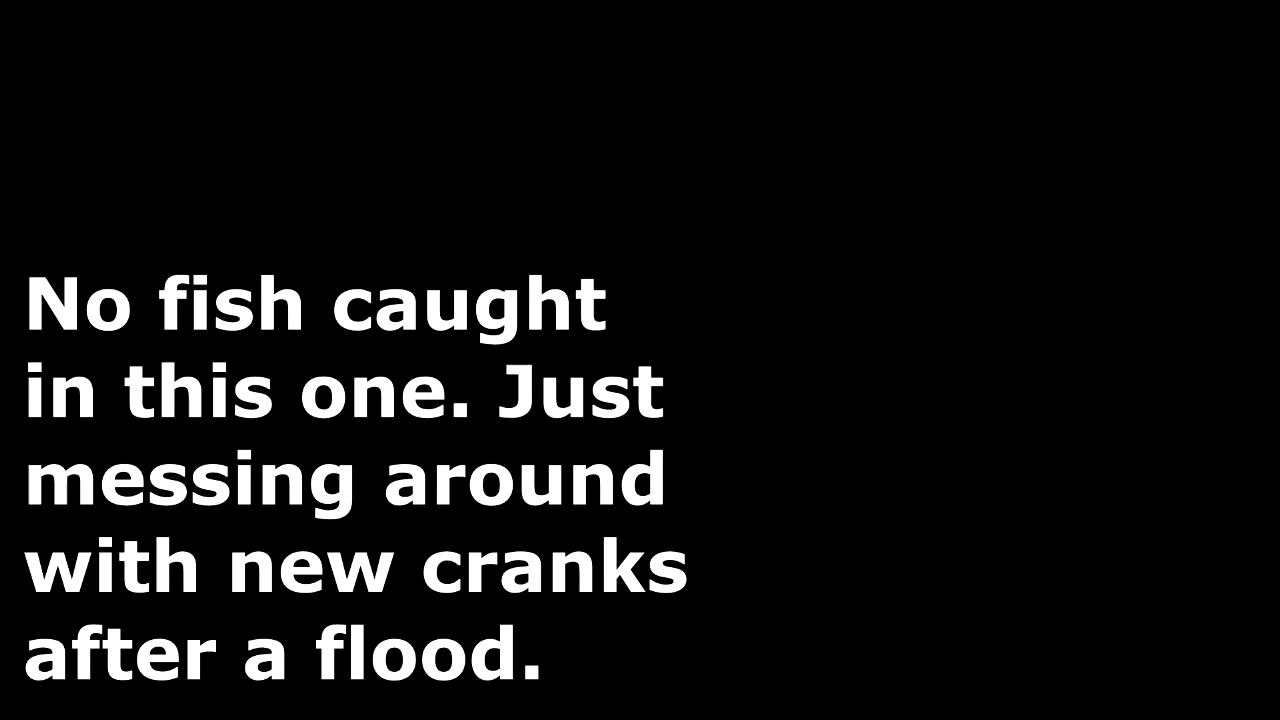 No fish caught
in this one. Just
messing around
with new cranks
after a flood.